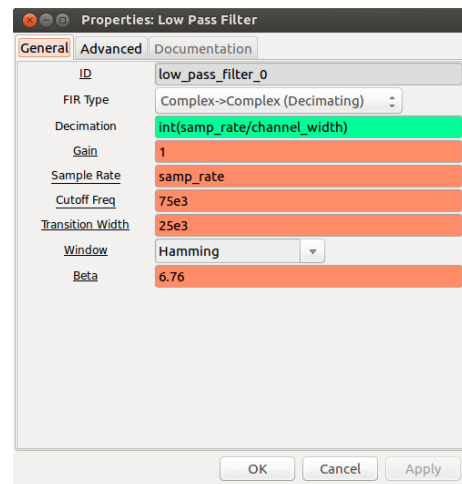 Properties: Low Pass Filter
General Advanced Documentation
ID low_pass_filter_0
FIR Type Complex->Complex (Decimating)
Decimation int(samp_rate/channel_width)
Gain 1
Sample Rate samp_rate
Cutoff Freq 75e3
Transition Width 25e3
Window Hamming
Beta 6.76
OK Cancel Apply